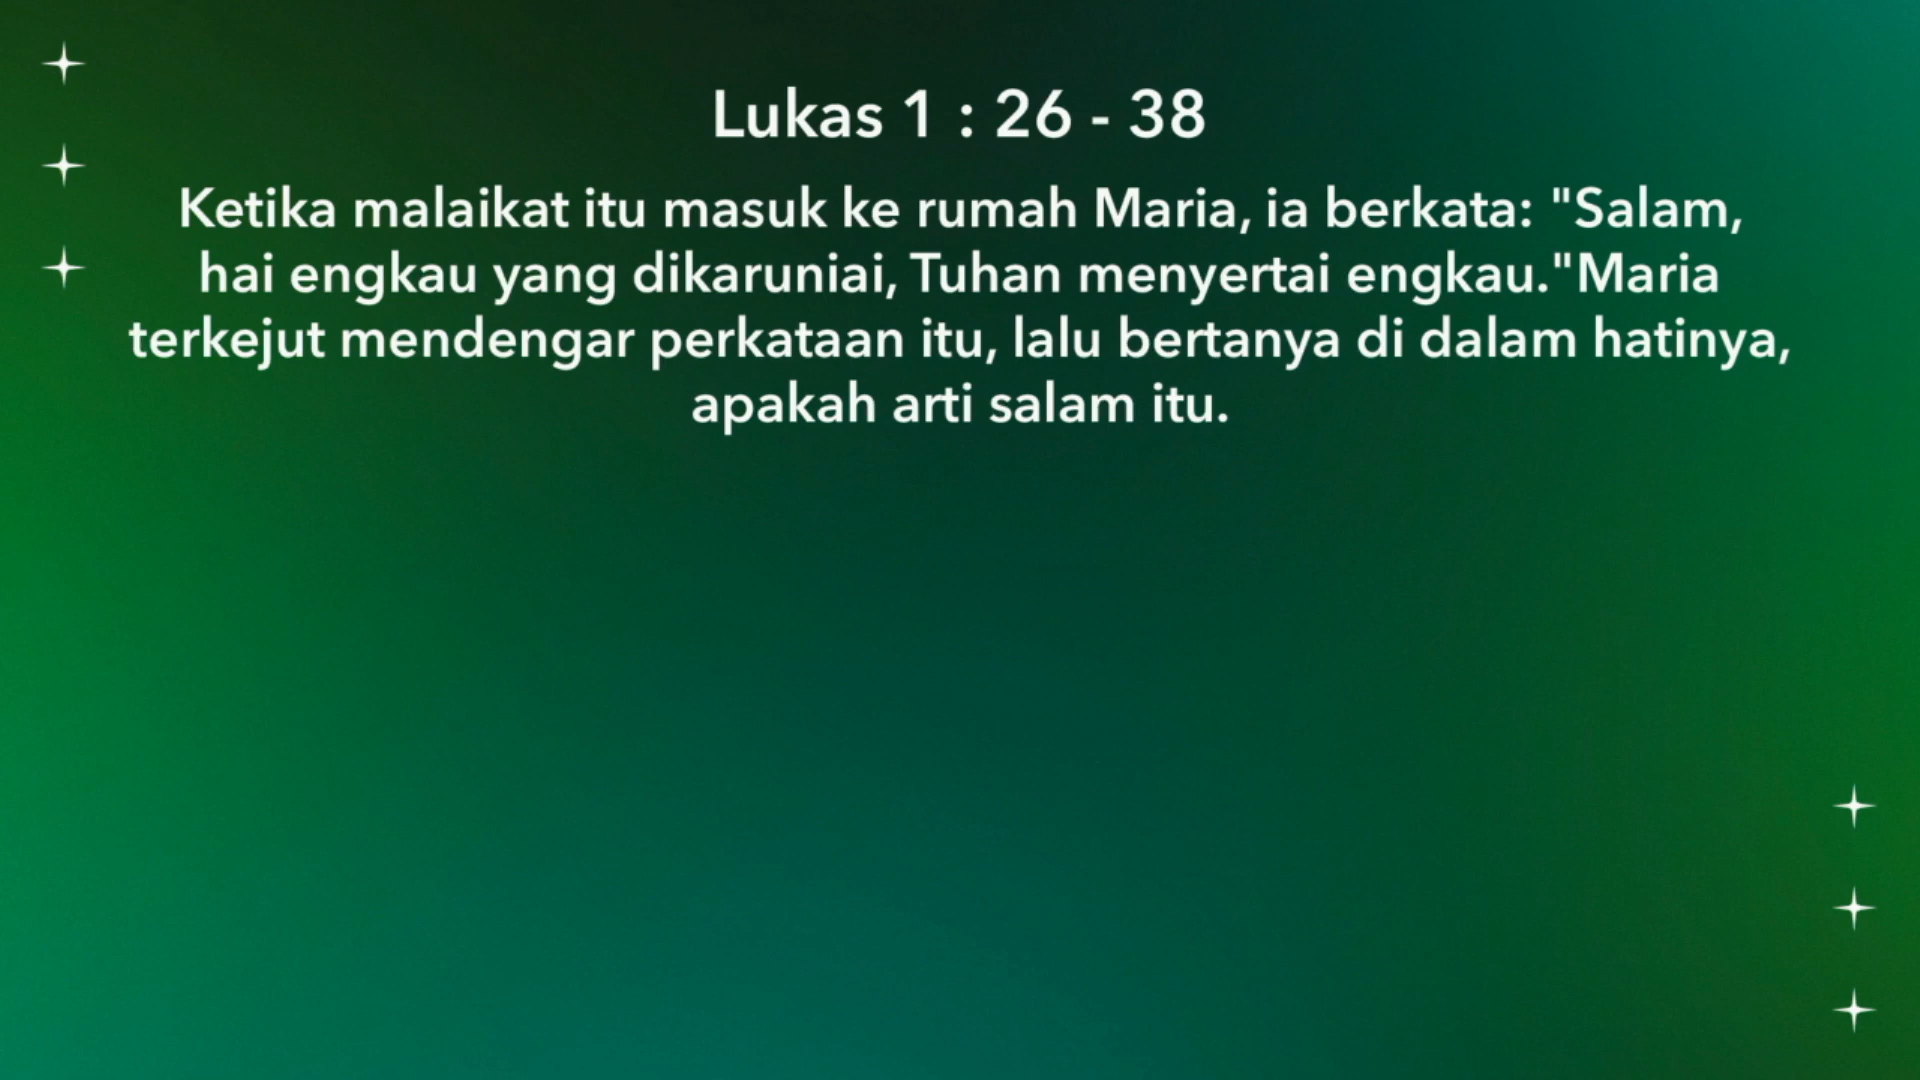 Lukas 1 : 26 - 38
Ketika malaikat itu masuk ke rumah Maria, ia berkata: "Salam,
hai engkau yang dikaruniai, Tuhan menyertai engkau."Maria
terkejut mendengar perkataan itu, lalu bertanya di dalam hatinya,
apakah arti salam itu.